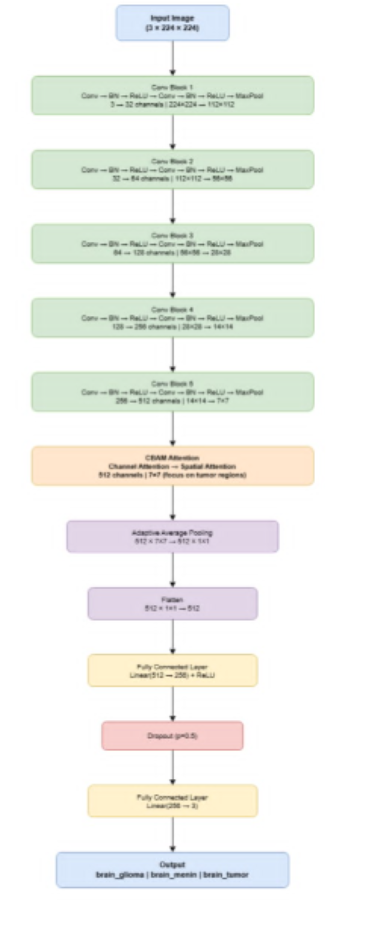 Input Image
(3 × 224 × 224)
Conv Block 1
Conv → BN → ReLU → Conv → BN → ReLU → MaxPool
3 → 32 channels | 224×224 → 112×112
Conv Block 2
Conv → BN → ReLU → Conv → BN → ReLU → MaxPool
32 → 64 channels | 112×112 → 56×56
Conv Block 3
Conv → BN → ReLU → Conv → BN → ReLU → MaxPool
64 → 128 channels | 56×56 → 28×28
Conv Block 4
Conv → BN → ReLU → Conv → BN → ReLU → MaxPool
128 → 256 channels | 28×28 → 14×14
Conv Block 5
Conv → BN → ReLU → Conv → BN → ReLU → MaxPool
256 → 512 channels | 14×14 → 7×7
CBAM Attention
Channel Attention → Spatial Attention
512 channels | 7×7 (focus on tumor regions)
Adaptive Average Pooling
512 × 7×7 → 512 × 1×1
Flatten
512 × 1×1 → 512
Fully Connected Layer
Linear(512 → 256) + ReLU
Dropout (p=0.5)
Fully Connected Layer
Linear(256 → 3)
Output
brain_glioma | brain_menin | brain_tumor